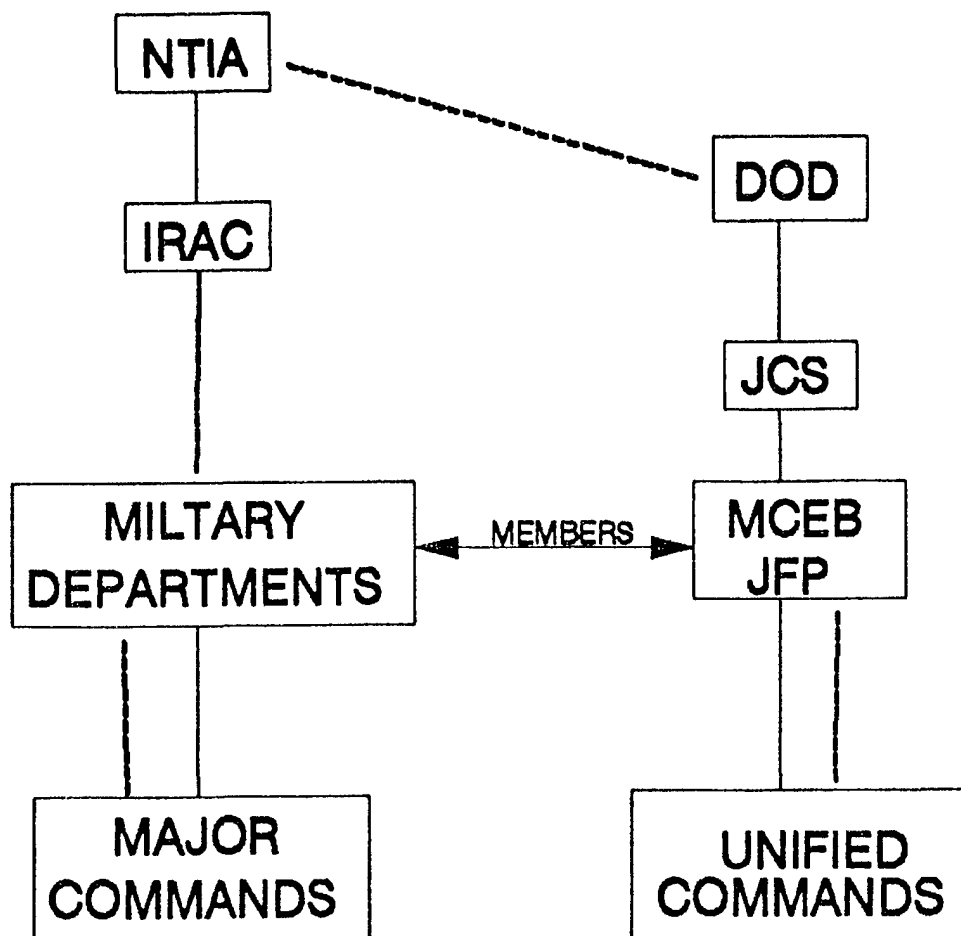 NTIA
DOD
IRAC
JCS
MILTARY
DEPARTMENTS
MEMBERS
MCEB
JFP
MAJOR
COMMANDS
UNIFIED
COMMANDS